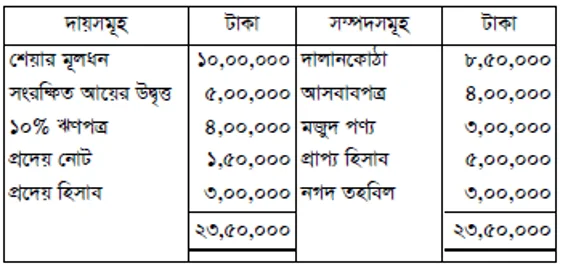 দায়সমূহ টাকা সম্পদসমূহ টাকা
শেয়ার মূলধন ১০,০০,০০০ দালানকোঠা ৮,৫০,০০০
সংরক্ষিত আয়ের উদ্বৃত্ত ৫,০০,০০০ আসবাবপত্র ৪,০০,০০০
১০% ঋণপত্র ৪,০০,০০০ মজুদ পণ্য ৩,০০,০০০
প্রদেয় নোট ১,৫০,০০০ প্রাপ্য হিসাব ৫,০০,০০০
প্রদেয় হিসাব ৩,০০,০০০ নগদ তহবিল ৩,০০,০০০
২৩,৫০,০০০ ২৩,৫০,০০০